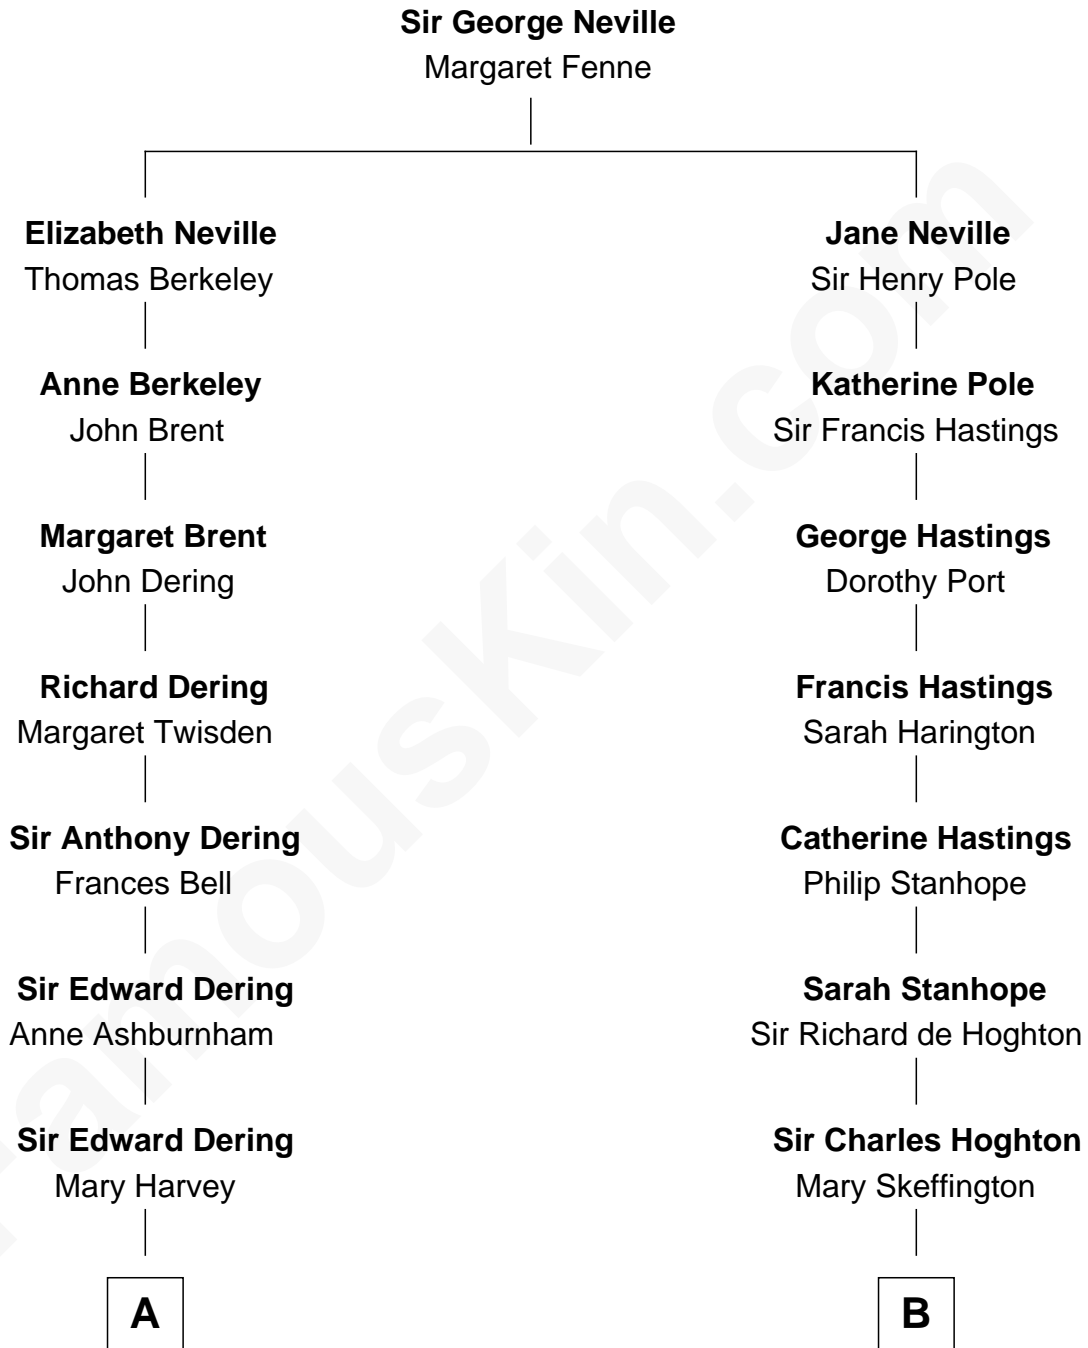 Sir George Neville
Margaret Fenne
Elizabeth Neville
Thomas Berkeley
Jane Neville
Sir Henry Pole
Anne Berkeley
John Brent
Katherine Pole
Sir Francis Hastings
Margaret Brent
John Dering
George Hastings
Dorothy Port
Richard Dering
Margaret Twisden
Francis Hastings
Sarah Harington
Sir Anthony Dering
Frances Bell
Catherine Hastings
Philip Stanhope
Sir Edward Dering
Anne Ashburnham
Sarah Stanhope
Sir Richard de Hoghton
Sir Edward Dering
Mary Harvey
Sir Charles Hoghton
Mary Skeffington
A
B
FamousKin.com